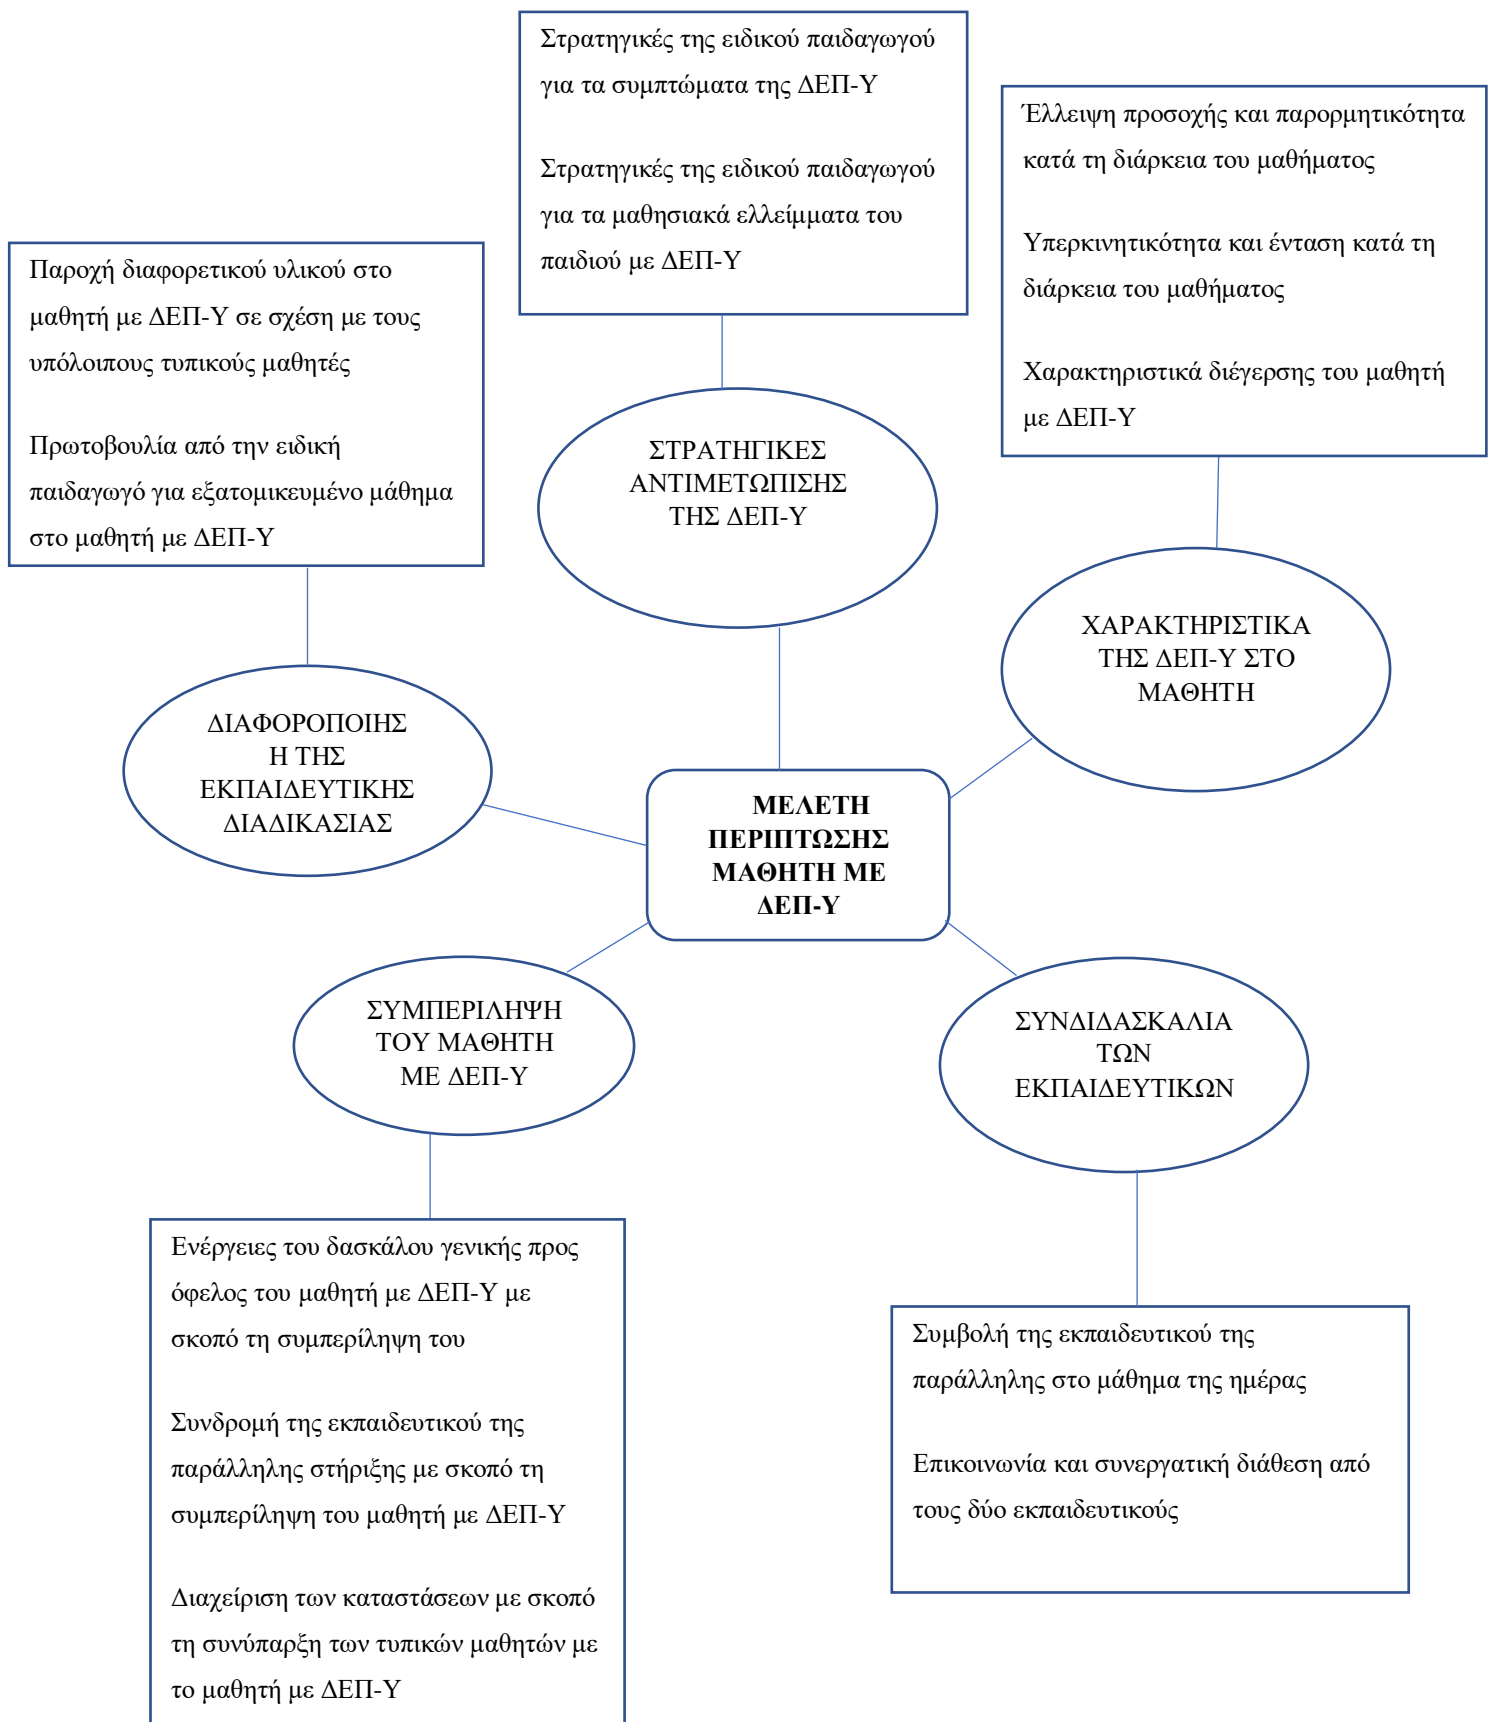 Στρατηγικές της ειδικού παιδαγωγού
για τα συμπτώματα της ΔΕΠ-Υ
Στρατηγικές της ειδικού παιδαγωγού
για τα μαθησιακά ελλείμματα του
παιδιού με ΔΕΠ-Υ
Έλλειψη προσοχής και παρορμητικότητα
κατά τη διάρκεια του μαθήματος
Υπερκινητικότητα και ένταση κατά τη
διάρκεια του μαθήματος
Χαρακτηριστικά διέγερσης του μαθητή
με ΔΕΠ-Υ
Παροχή διαφορετικού υλικού στο
μαθητή με ΔΕΠ-Υ σε σχέση με τους
υπόλοιπους τυπικούς μαθητές
Πρωτοβουλία από την ειδική
παιδαγωγό για εξατομικευμένο μάθημα
στο μαθητή με ΔΕΠ-Υ
ΣΤΡΑΤΗΓΙΚΕΣ
ΑΝΤΙΜΕΤΩΠΙΣΗΣ
ΤΗΣ ΔΕΠ-Υ
ΧΑΡΑΚΤΗΡΙΣΤΙΚΑ
ΤΗΣ ΔΕΠ-Υ ΣΤΟ
ΜΑΘΗΤΗ
ΔΙΑΦΟΡΟΠΟΙΗΣ
Η ΤΗΣ
ΕΚΠΑΙΔΕΥΤΙΚΗΣ
ΔΙΑΔΙΚΑΣΙΑΣ
ΜΕΛΕΤΗ
ΠΕΡΙΠΤΩΣΗΣ
ΜΑΘΗΤΗ ΜΕ
ΔΕΠ-Υ
ΣΥΜΠΕΡΙΛΗΨΗ
ΤΟΥ ΜΑΘΗΤΗ
ΜΕ ΔΕΠ-Υ
ΣΥΝΔΙΔΑΣΚΑΛΙΑ
ΤΩΝ
ΕΚΠΑΙΔΕΥΤΙΚΩΝ
Ενέργειες του δασκάλου γενικής προς
όφελος του μαθητή με ΔΕΠ-Υ με
σκοπό τη συμπερίληψη του
Συνδρομή της εκπαιδευτικού της
παράλληλης στήριξης με σκοπό τη
συμπερίληψη του μαθητή με ΔΕΠ-Υ
Διαχείριση των καταστάσεων με σκοπό
τη συνύπαρξη των τυπικών μαθητών με
το μαθητή με ΔΕΠ-Υ
Συμβολή της εκπαιδευτικού της
παράλληλης στο μάθημα της ημέρας
Επικοινωνία και συνεργατική διάθεση από
τους δύο εκπαιδευτικούς